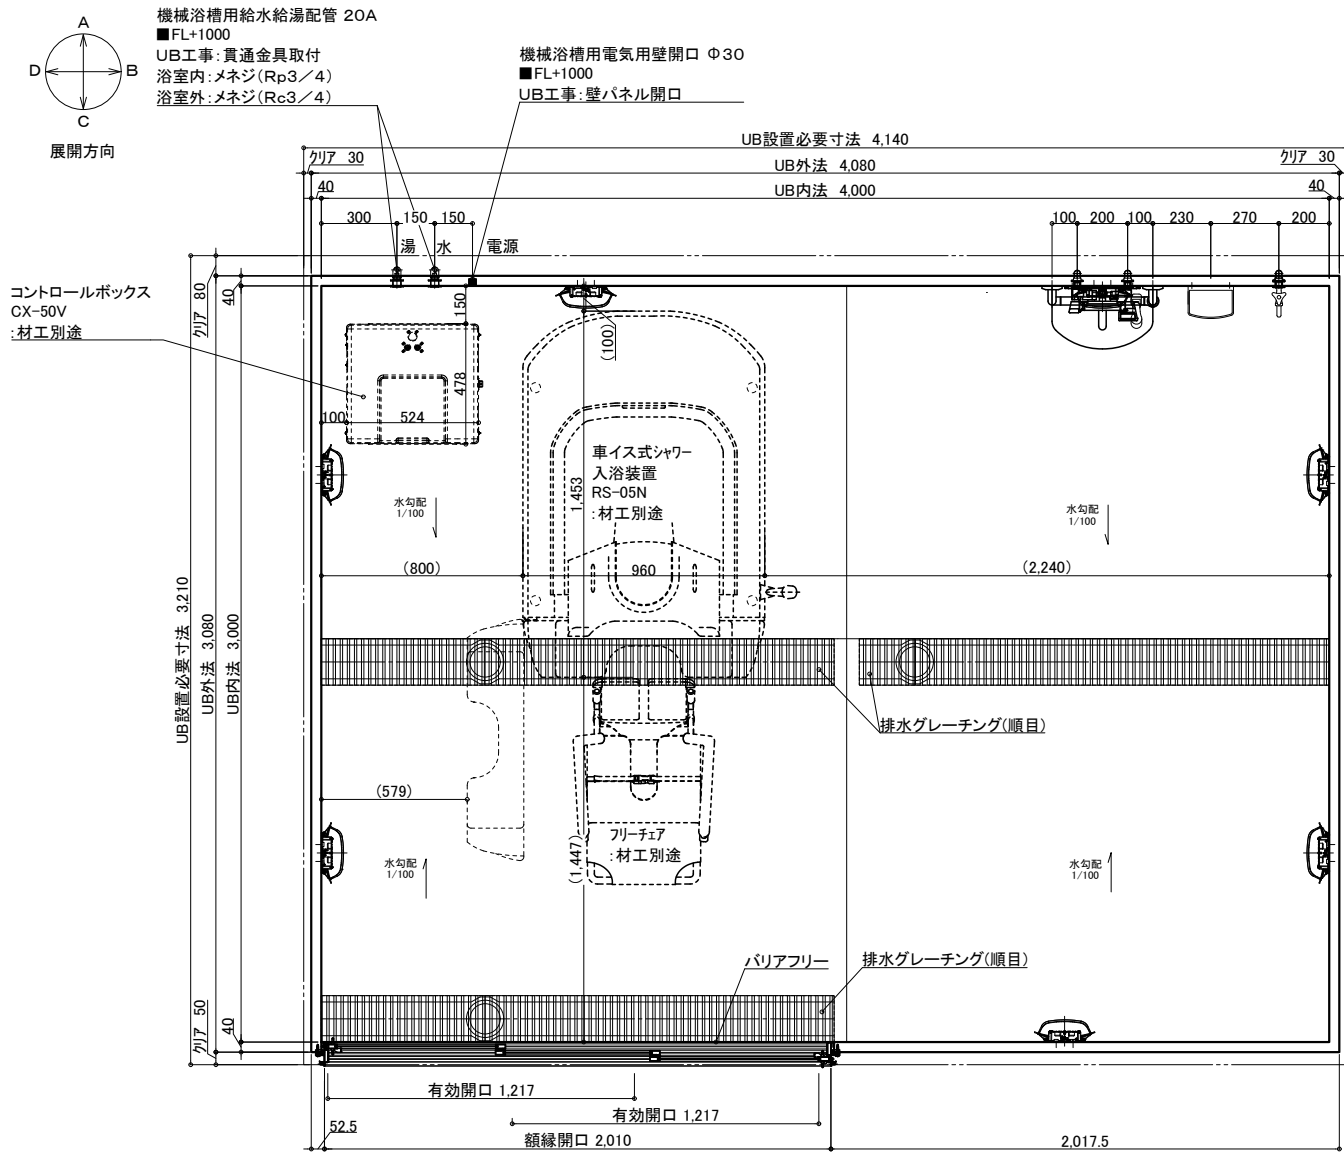 A
D
B
C
展開方向
機械浴槽用給水給湯配管 20A
■FL+1000
UB工事:貫通金具取付
浴室内:メネジ(Rp3/4)
浴室外:メネジ(Rc3/4)
機械浴槽用電気用壁開口 Φ30
■FL+1000
UB工事:壁パネル開口
UB設置必要寸法 4,140
クリア 30
UB外法 4,080
クリア 30
40
UB内法 4,000
40
300
150
150
100
200
100
230
270
200
湯
水
電源
コントロールボックス
CX-50V
:材工別途
クリア 80
40
150
(100)
478
100
524
車イス式シャワー
入浴装置
RS-05N
:材工別途
1,453
水勾配
1/100
水勾配
1/100
(800)
960
(2,240)
UB設置必要寸法 3,210
UB外法 3,080
UB内法 3,000
排水グレーチング(順目)
(579)
(1,447)
フリーチェア
:材工別途
水勾配
1/100
水勾配
1/100
バリアフリー
排水グレーチング(順目)
クリア 50
40
有効開口 1,217
有効開口 1,217
52.5
額縁開口 2,010
2,017.5